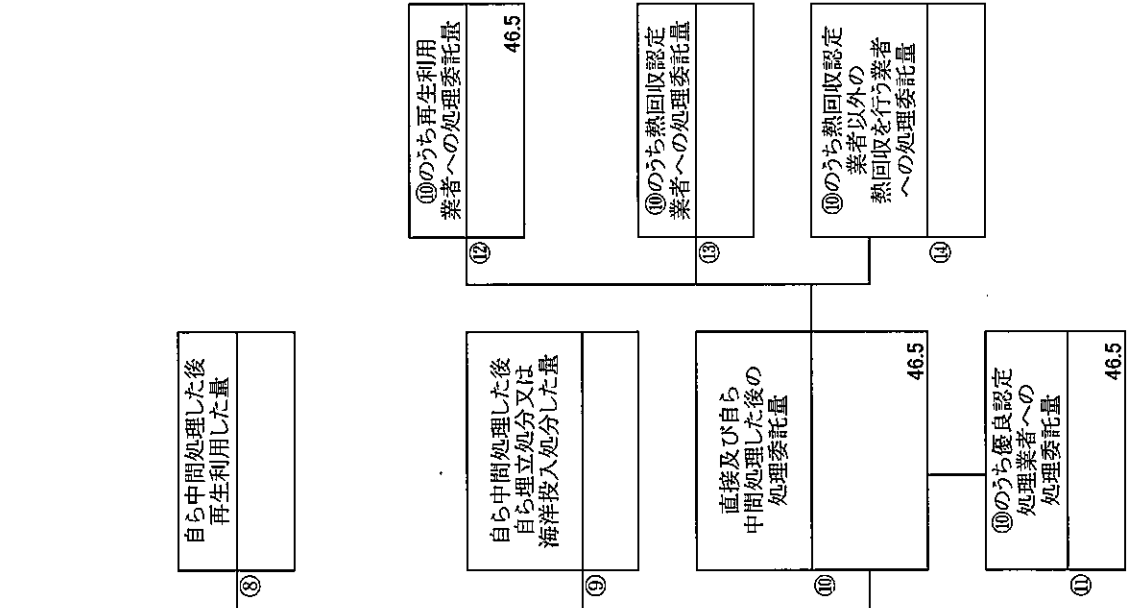 ⑧
自ら中間処理した後
再生利用した量
⑨
自ら中間処理した後
自ら埋立処分又は
海洋投入処分した量
⑩
直接及び自ら
中間処理した後の
処理委託量
46.5
⑪
⑩のうち優良認定
処理業者への
処理委託量
46.5
⑫
⑩のうち再生利用
業者への処理委託量
46.5
⑬
⑩のうち熱回収認定
業者への処理委託量
⑭
⑩のうち熱回収認定
業者以外の
熱回収を行う業者
への処理委託量